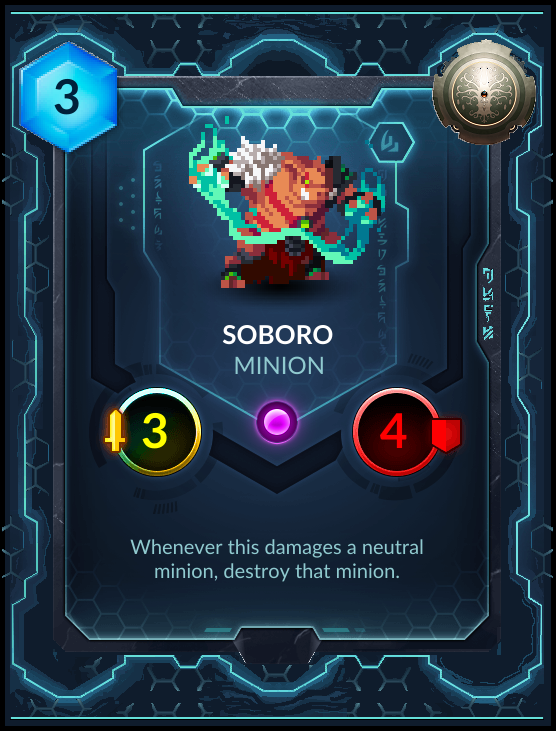 3
SOBORO
MINION
3
4
Whenever this damages a neutral
minion, destroy that minion.